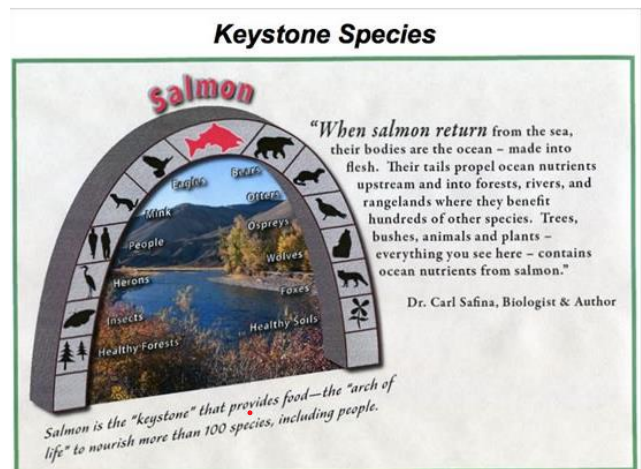 Keystone Species
Salmon
"When salmon return from the sea,
their bodies are the ocean – made into
flesh. Their tails propel ocean nutrients
upstream and into forests, rivers, and
rangelands where they benefit
hundreds of other species. Trees,
bushes, animals and plants –
everything you see here – contains
ocean nutrients from salmon."
Dr. Carl Safina, Biologist & Author
Eagles
Bears
Mink
Otters
People
Ospreys
Herons
Wolves
Insects
Foxes
Healthy Forests
Healthy Soils
Salmon is the "keystone" that provides food—the "arch of
life" to nourish more than 100 species, including people.